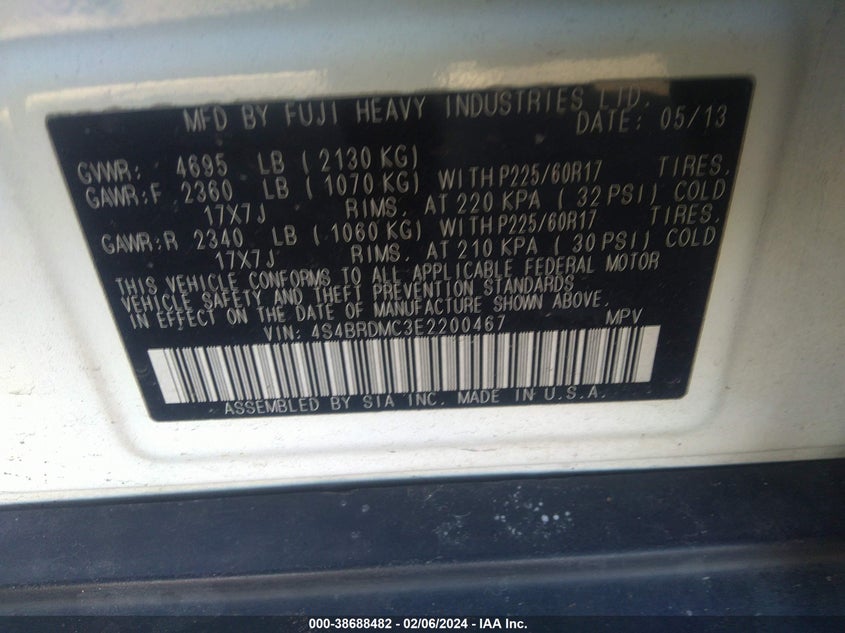 MFD BY FUJI HEAVY INDUSTRIES LTD.
DATE: 05/13
GVWR: 4695 LB (2130 KG)
GAWR:F 2360 LB (1070 KG) WITH P225/60R17 TIRES,
17X7J RIMS, AT 220 KPA (32 PSI) COLD
GAWR:R 2340 LB (1060 KG) WITH P225/60R17 TIRES,
17X7J RIMS, AT 210 KPA (30 PSI) COLD
THIS VEHICLE CONFORMS TO ALL APPLICABLE FEDERAL MOTOR
VEHICLE SAFETY AND THEFT PREVENTION STANDARDS
IN EFFECT ON THE DATE OF MANUFACTURE SHOWN ABOVE.
VIN: 4S4BRDMC3E2200467 MPV
ASSEMBLED BY SIA INC. MADE IN U.S.A.
000-38688482 - 02/06/2024 - IAA Inc.